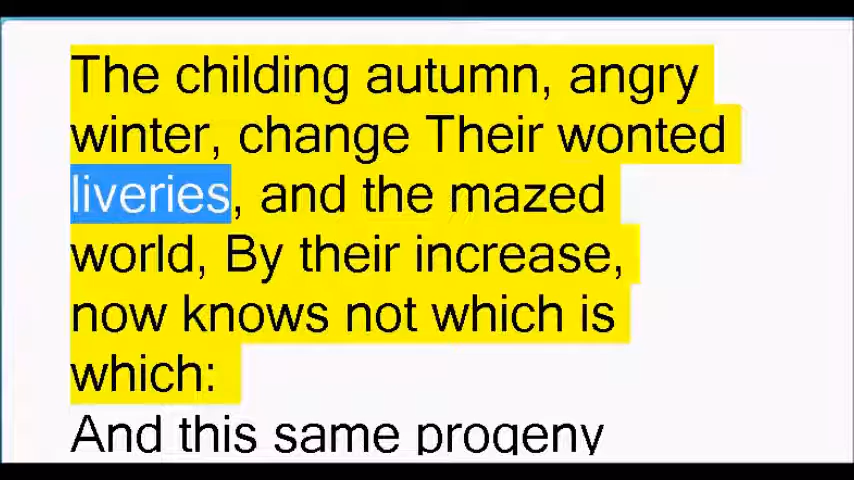 The childing autumn, angry
winter, change Their wonted
liveries, and the mazed
world, By their increase,
now knows not which is
which:
And this same progeny